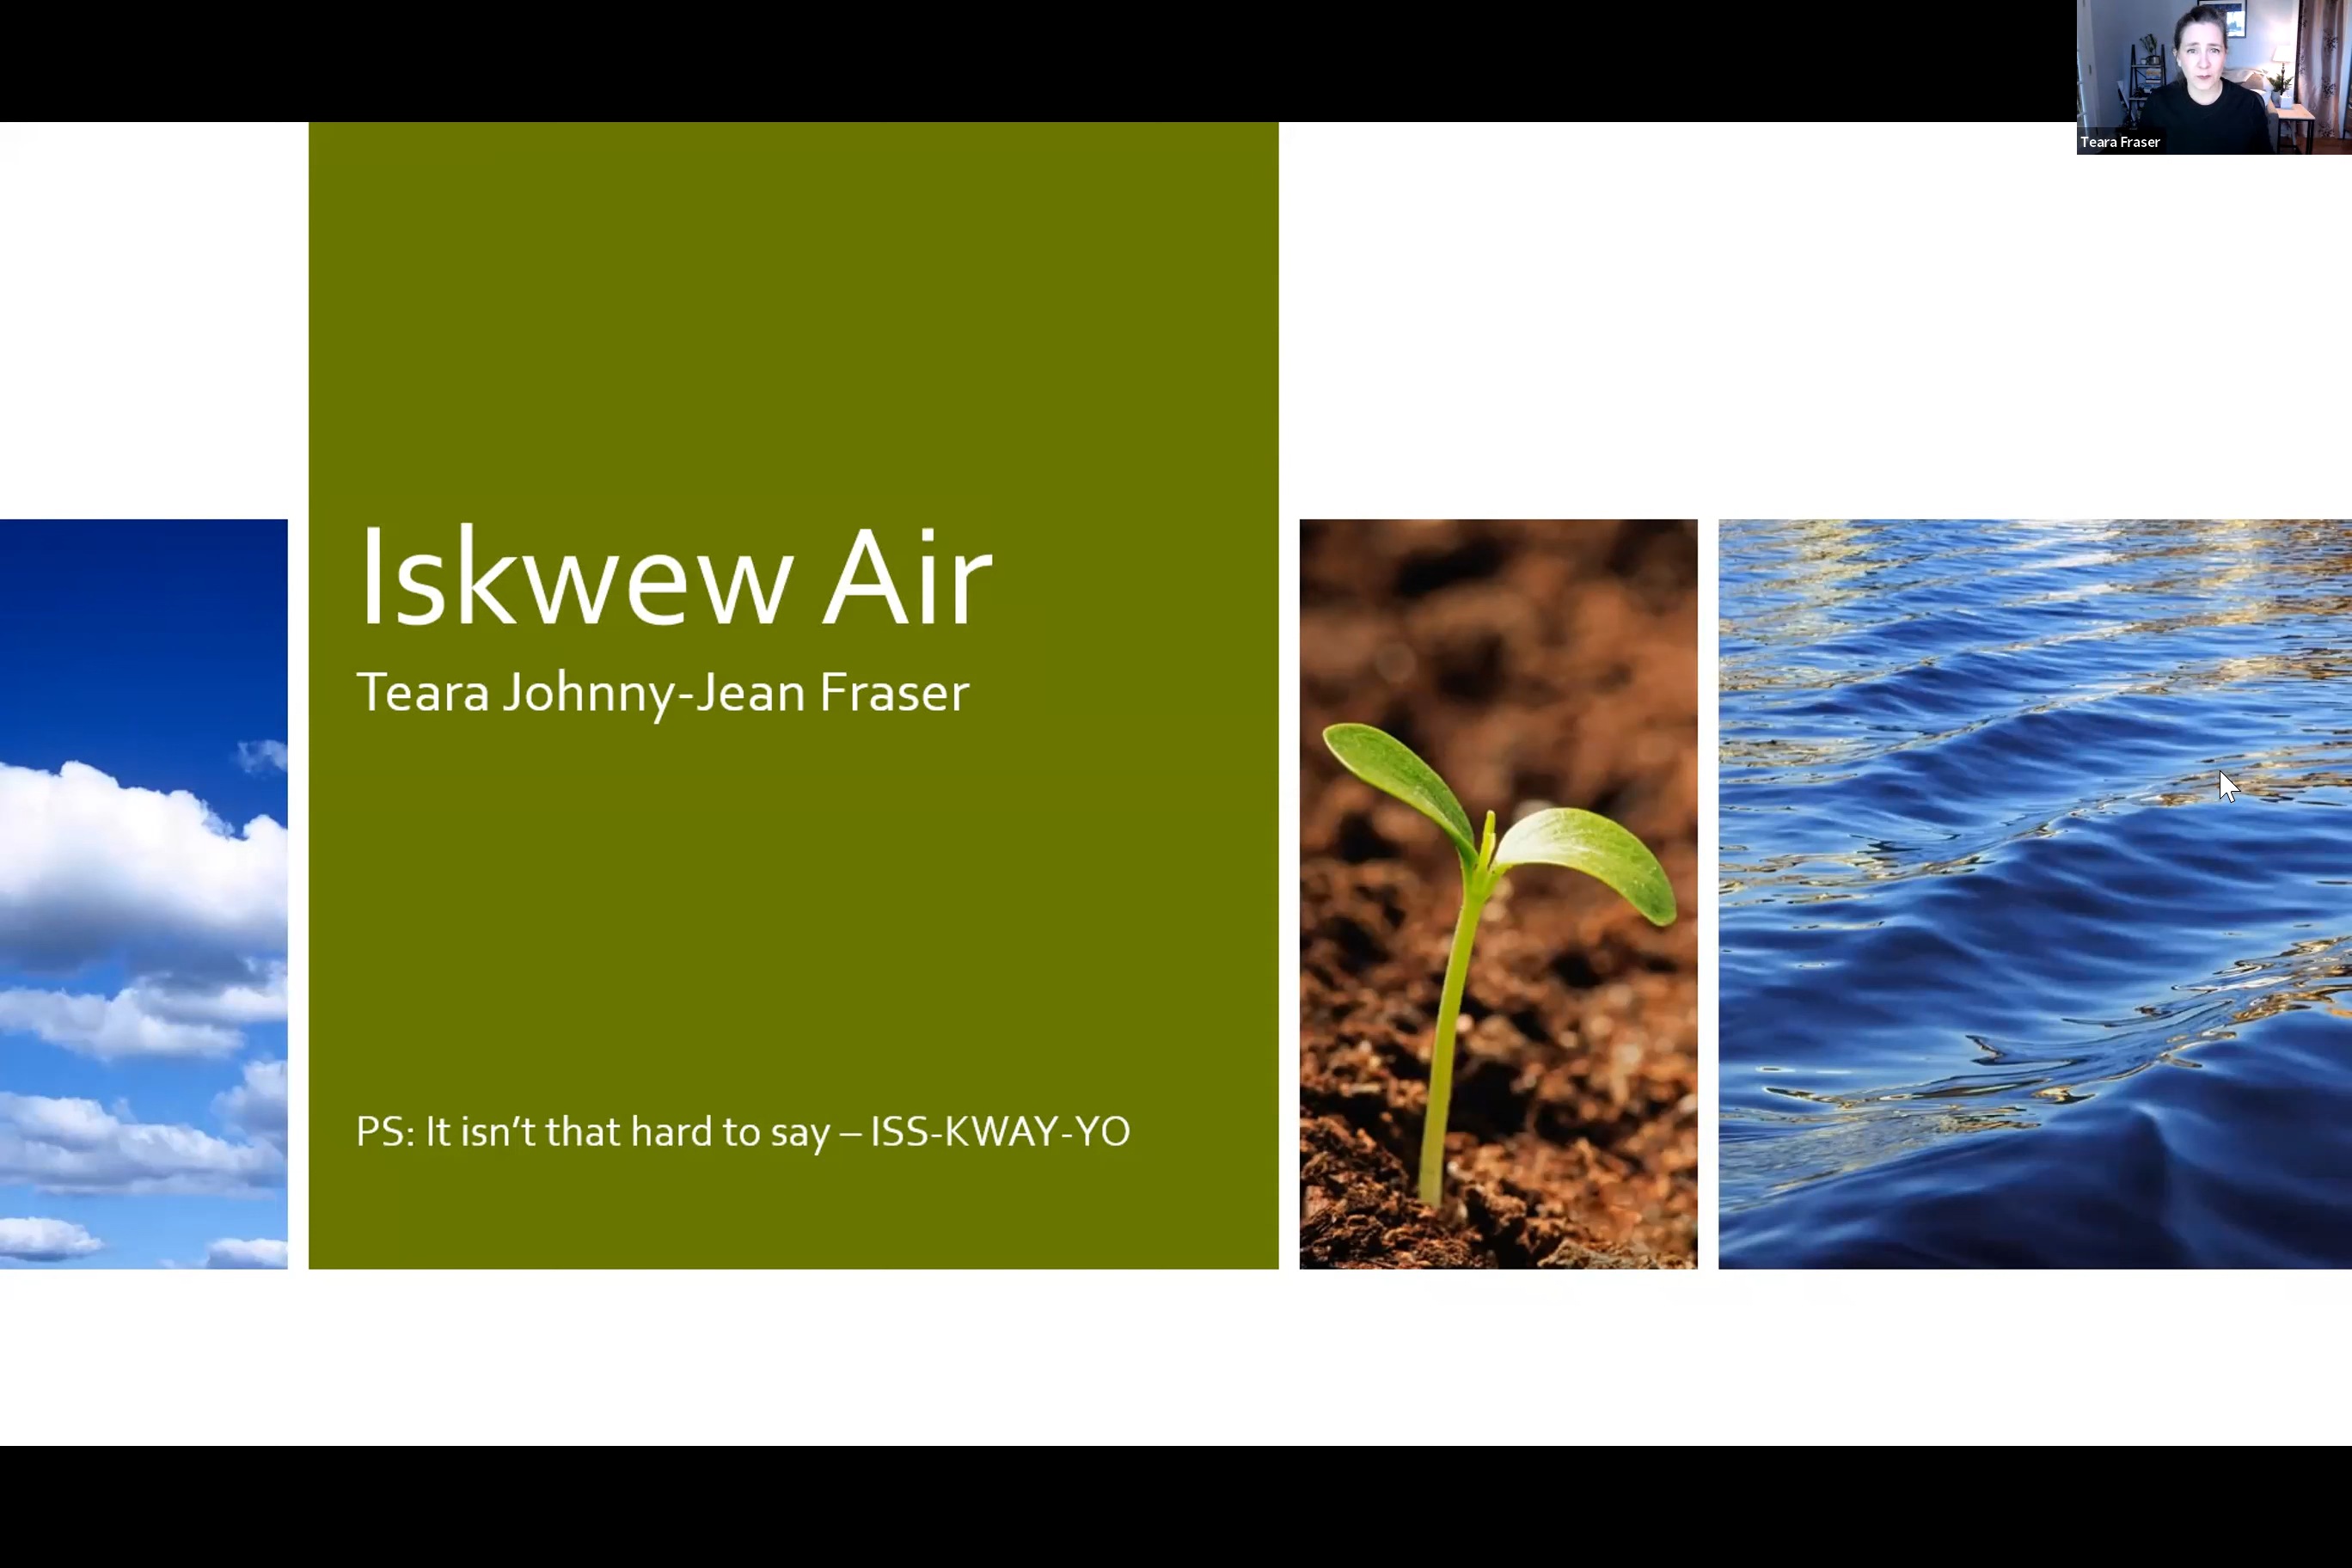 Teara Fraser
Iskwew Air
Teara Johnny-Jean Fraser
PS: It isn’t that hard to say – ISS-KWAY-YO